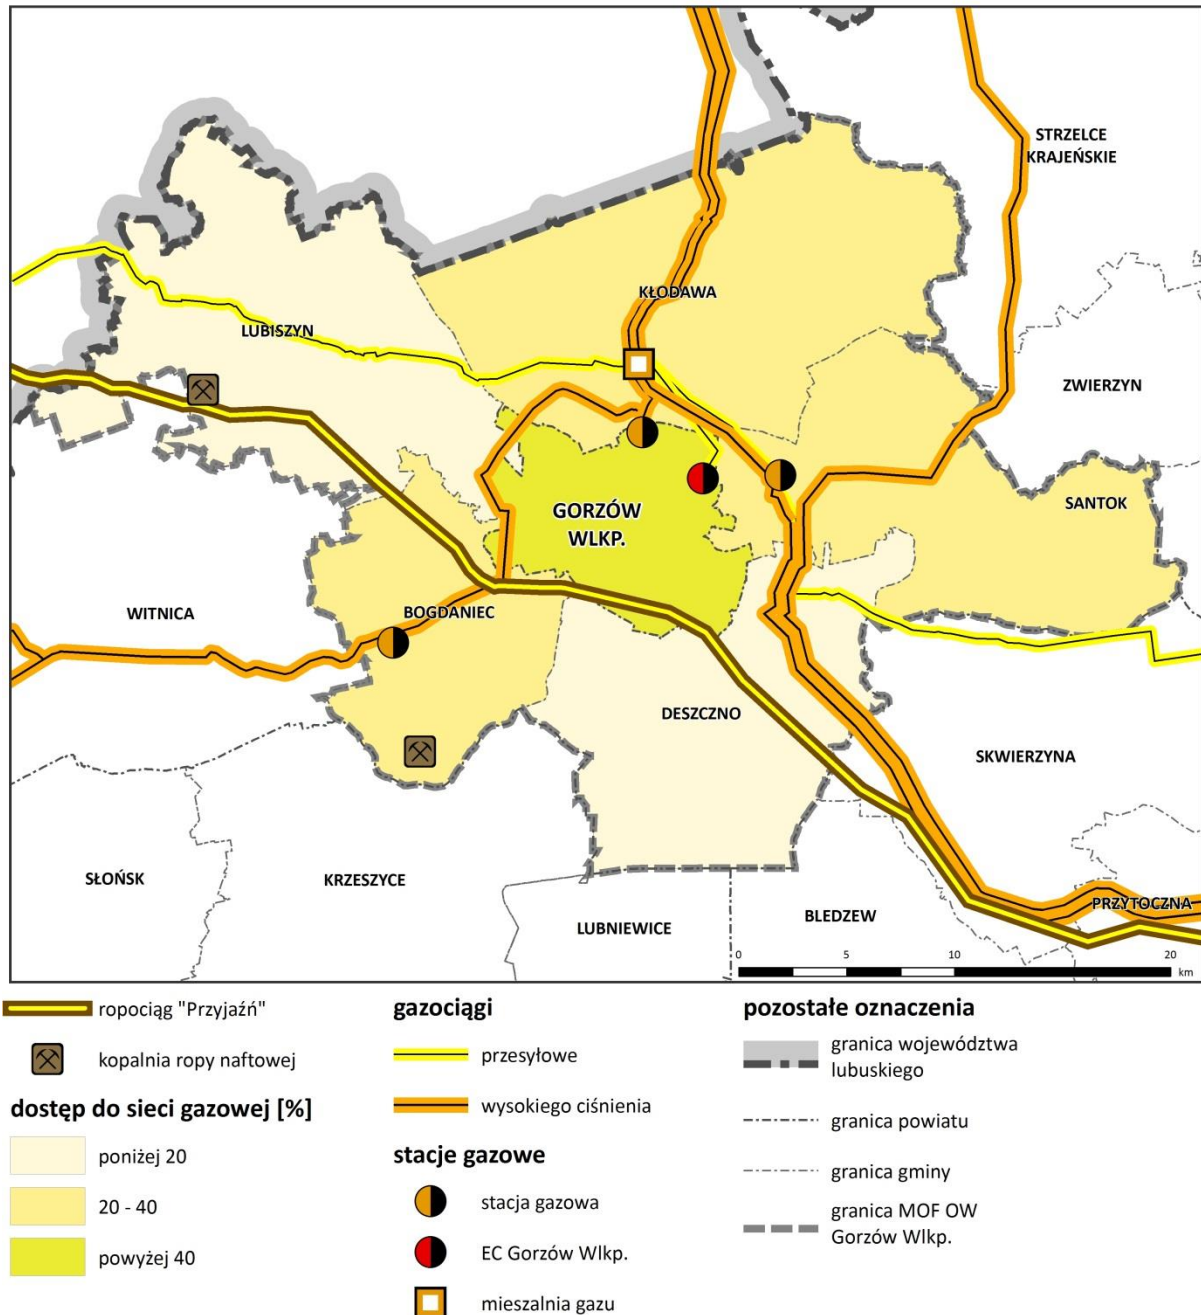 STRZELCE
KRAJEŃSKIE
KŁODAWA
LUBISZYN
ZWIERZYN
SANTOK
GORZÓW
WLKP.
WITNICA
BOGDANIEC
DESZCZNO
SKWIERZYNA
SŁOŃSK
KRZESZYCE
LUBNIEWICE
BLEDZEW
PRZYTOCZNA
0 5 10 20
km
ropociąg "Przyjaźń"
kopalnia ropy naftowej
dostęp do sieci gazowej [%]
poniżej 20
20 - 40
powyżej 40
gazociągi
przesyłowe
wysokiego ciśnienia
stacje gazowe
stacja gazowa
EC Gorzów Wlkp.
mieszalnia gazu
pozostałe oznaczenia
granica województwa
lubuskiego
granica powiatu
granica gminy
granica MOF OW
Gorzów Wlkp.